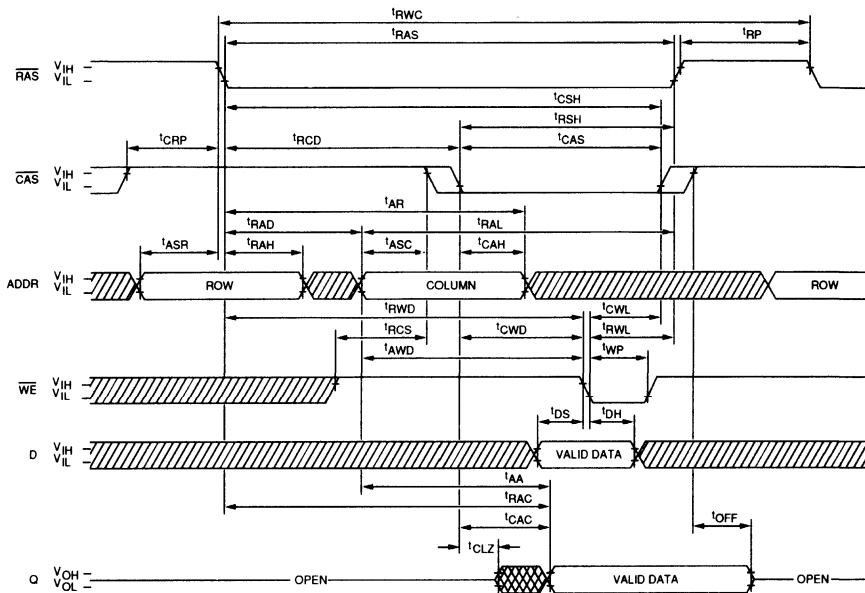 tRWC
tRAS tRP
RAS VIH
VIL
tCSH
tRSH
tCRP tRCD tCAS
CAS VIH
VIL
tAR
tRAD tRAL
tASR tRAH tASC tCAH
ADDR VIH
VIL
ROW COLUMN ROW
tRWD tCWL
tRCS tCWD tRWL
tAWD tWP
WE VIH
VIL
tDS tDH
D VIH
VIL
VALID DATA
tAA
tRAC
tCAC tOFF
tCLZ
Q VOH
VOL
OPEN VALID DATA OPEN